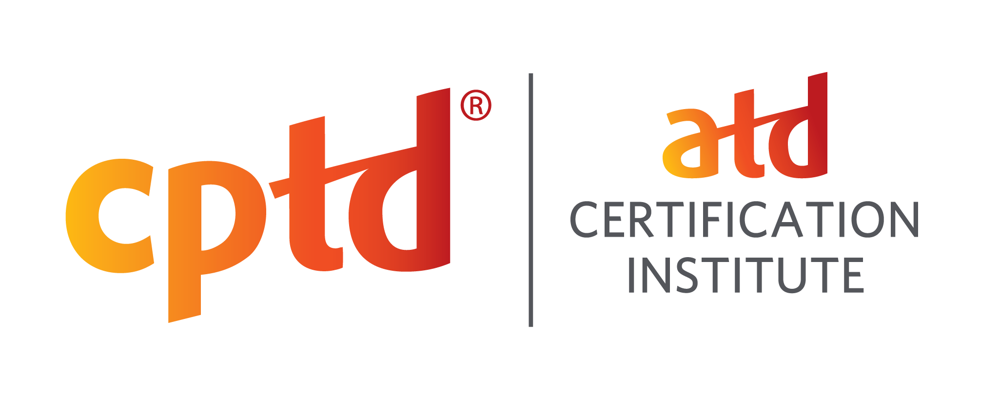 cptd®
atd
CERTIFICATION
INSTITUTE